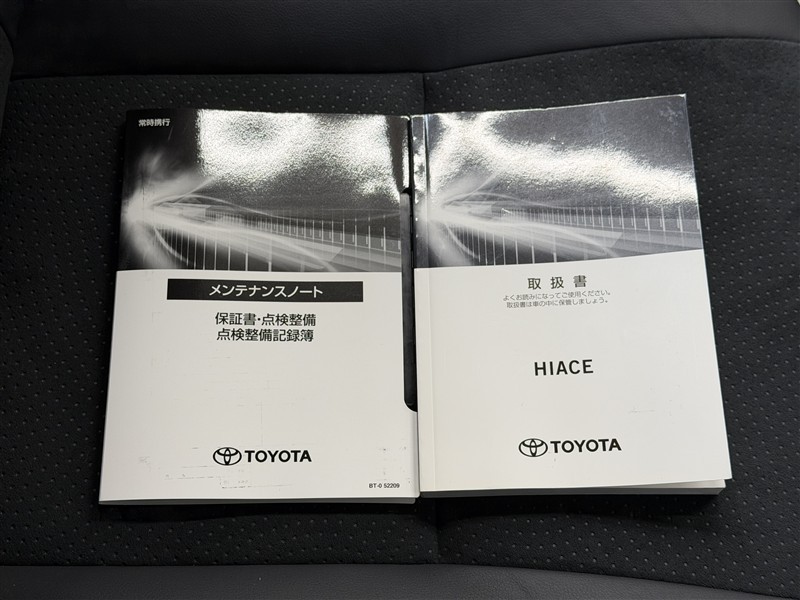 常時携行
メンテナンスノート
保証書・点検整備
点検整備記録簿
TOYOTA
BT-0 52209
取扱書
よくお読みになってご使用ください。
取扱書は車の中に保管しましょう。
HIACE
TOYOTA